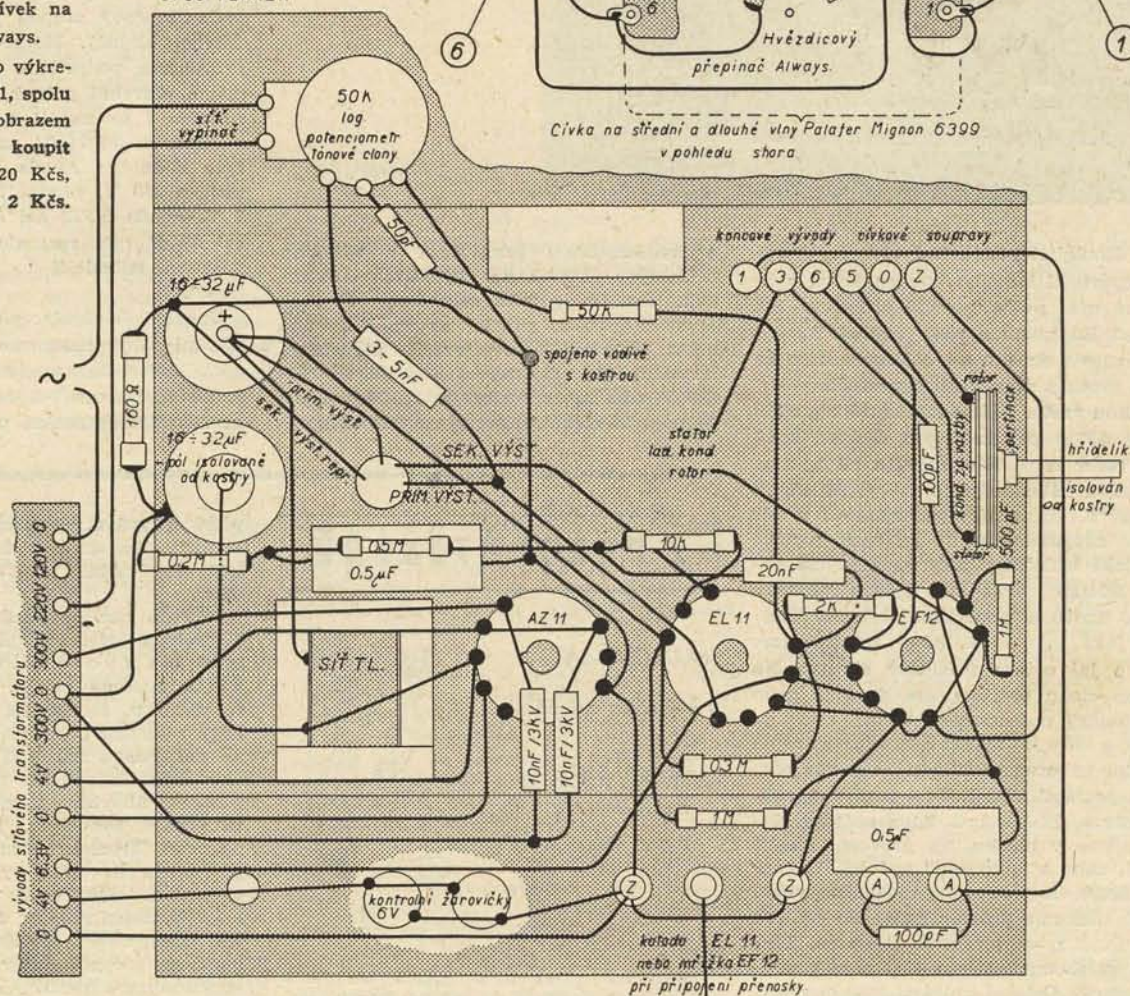 ívek na
ways.
výkre-
1, spolu
obrazem
koupit
20 Kčs,
2 Kčs.
6
6
1
1
Hvězdicový
přepinač Always.
Cívka na střední a dlouhé vlny Palafer Mignon 6399
v pohledu shora.
síť.
vypinač
50k
log.
potenciometr
tónové clony
50pF
koncové vývody cívkové soupravy
1 3 6 5 0 Z
16÷32µF
+
3-5nF
50k
spojeno vodivě
s kostrou.
~
160Ω
prim. výst.
sek. výst. repr.
16÷32µF
-pól isolované
od kostry
SEK. VÝST.
PRIM. VÝST.
stator
lad. kond.
rotor
100pF
rotor
kond. zp. vazby
stator
pertinax
500pF
hřídelík
isolován
od kostry
0
120V
220V
300V
0
300V
4V
0
6.3V
4V
0
vývody síťového transformátoru
0.2M
0.5M
0.5µF
10k
20nF
2k
1M
AZ 11
EL 11
EF12
SÍŤ TL.
10nF/3kV
10nF/3kV
0.3M
1M
0.5µF
kontrolní žárovičky
6V
Z
Z
A
A
100pF
katoda EL 11,
nebo mřížka EF 12
při připojení přenosky.